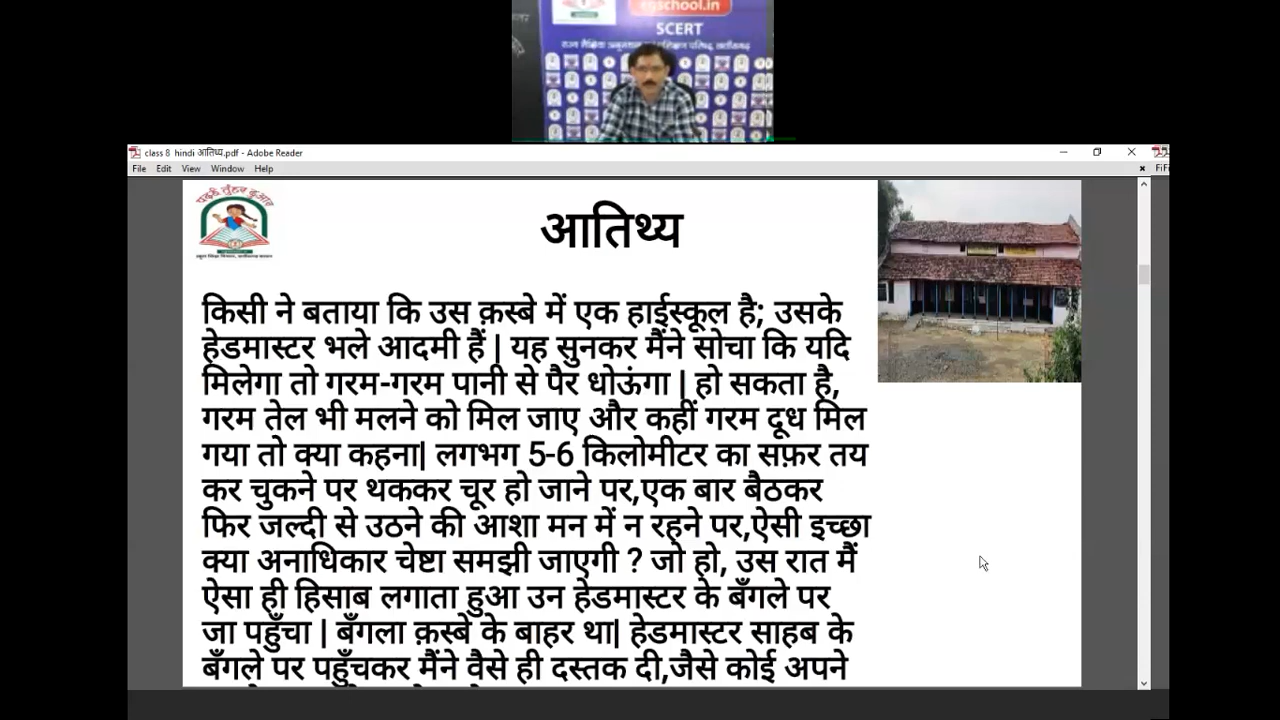 cgschool.in
SCERT
class 8 hindi आतिथ्य.pdf - Adobe Reader
File Edit View Window Help
पढ़ई तुंहर दुआर
आतिथ्य
किसी ने बताया कि उस क़स्बे में एक हाईस्कूल है; उसके
हेडमास्टर भले आदमी हैं | यह सुनकर मैंने सोचा कि यदि
मिलेगा तो गरम-गरम पानी से पैर धोऊंगा | हो सकता है,
गरम तेल भी मलने को मिल जाए और कहीं गरम दूध मिल
गया तो क्या कहना| लगभग 5-6 किलोमीटर का सफ़र तय
कर चुकने पर थककर चूर हो जाने पर,एक बार बैठकर
फिर जल्दी से उठने की आशा मन में न रहने पर,ऐसी इच्छा
क्या अनाधिकार चेष्टा समझी जाएगी ? जो हो, उस रात मैं
ऐसा ही हिसाब लगाता हुआ उन हेडमास्टर के बँगले पर
जा पहुँचा | बँगला क़स्बे के बाहर था| हेडमास्टर साहब के
बँगले पर पहुँचकर मैंने वैसे ही दस्तक दी,जैसे कोई अपने